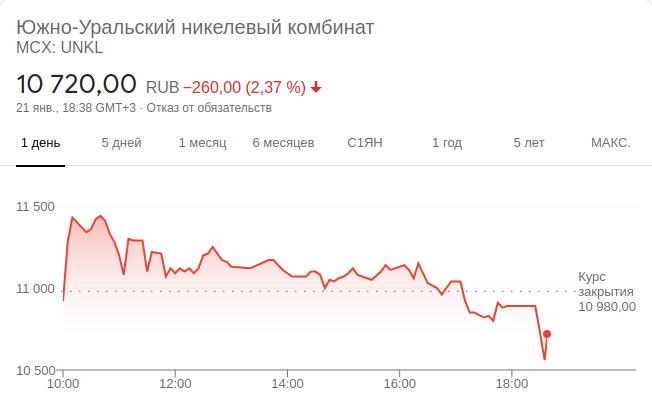 Южно-Уральский никелевый комбинат
MCX: UNKL
10 720,00 RUB −260,00 (2,37 %)
21 янв., 18:38 GMT+3 · Отказ от обязательств
1 день 5 дней 1 месяц 6 месяцев С1ЯН 1 год 5 лет МАКС.
11 500
11 000
10 500
Курс
закрытия
10 980,00
10:00 12:00 14:00 16:00 18:00